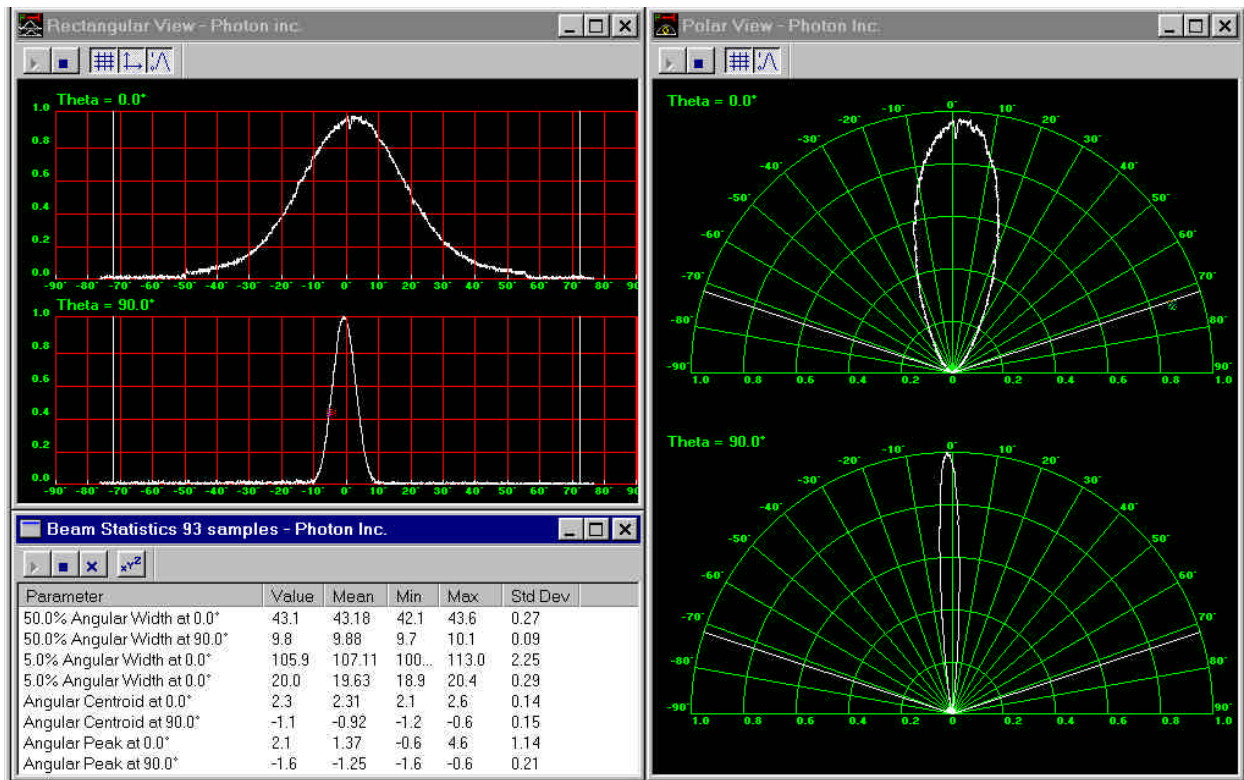 Rectangular View - Photon inc.
Theta = 0.0°
1.0
0.8
0.6
0.4
0.2
0.0
-90° -80° -70° -60° -50° -40° -30° -20° -10° 0° 10° 20° 30° 40° 50° 60° 70° 80° 90
Theta = 90.0°
1.0
0.8
0.6
0.4
0.2
0.0
-90° -80° -70° -60° -50° -40° -30° -20° -10° 0° 10° 20° 30° 40° 50° 60° 70° 80° 90
Beam Statistics 93 samples - Photon Inc.
xYZ
Parameter Value Mean Min Max Std Dev
50.0% Angular Width at 0.0° 43.1 43.18 42.1 43.6 0.27
50.0% Angular Width at 90.0° 9.8 9.88 9.7 10.1 0.09
5.0% Angular Width at 0.0° 105.9 107.11 100... 113.0 2.25
5.0% Angular Width at 0.0° 20.0 19.63 18.9 20.4 0.29
Angular Centroid at 0.0° 2.3 2.31 2.1 2.6 0.14
Angular Centroid at 90.0° -1.1 -0.92 -1.2 -0.6 0.15
Angular Peak at 0.0° 2.1 1.37 -0.6 4.6 1.14
Angular Peak at 90.0° -1.6 -1.25 -1.6 -0.6 0.21
Polar View - Photon Inc.
Theta = 0.0°
-10° 0° 10°
-20° 20°
-30° 30°
-40° 40°
-50° 50°
-60° 60°
-70° 70°
-80° 80°
-90° 90°
1.0 0.8 0.6 0.4 0.2 0 0.2 0.4 0.6 0.8 1.0
Theta = 90.0°
-10° 0° 10°
-20° 20°
-30° 30°
-40° 40°
-50° 50°
-60° 60°
-70° 70°
-80° 80°
-90° 90°
1.0 0.8 0.6 0.4 0.2 0 0.2 0.4 0.6 0.8 1.0